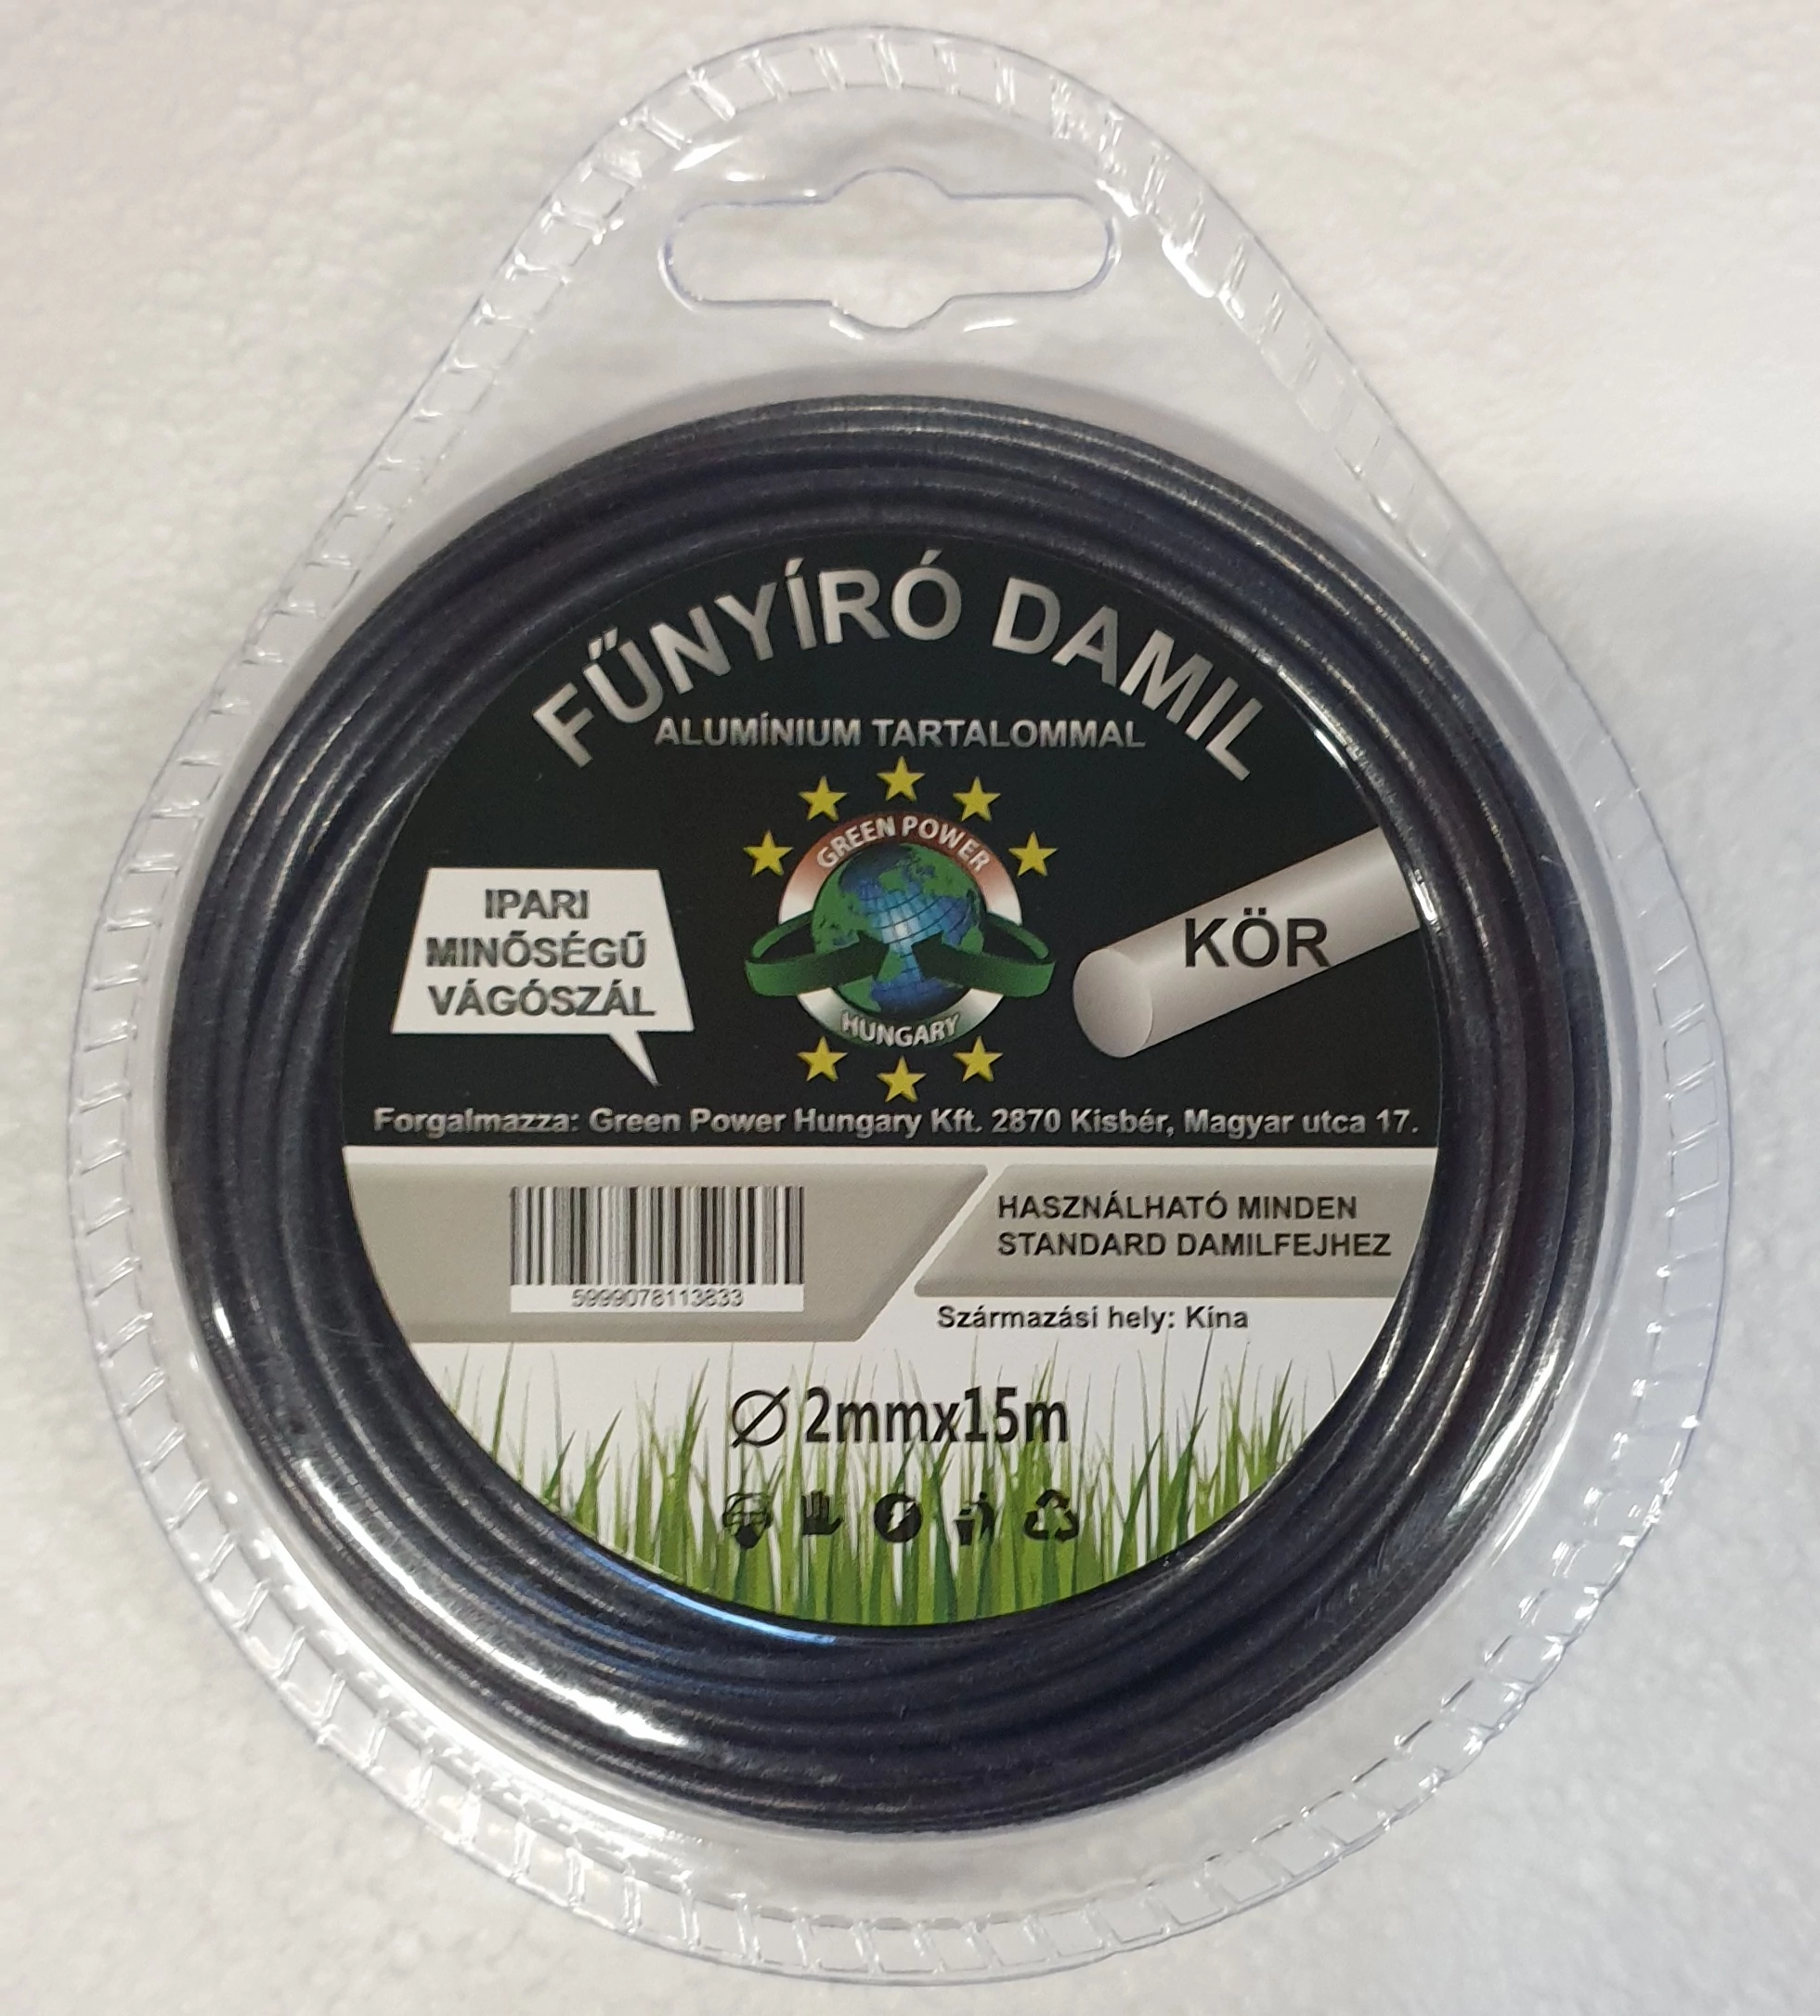 FŰNYÍRÓ DAMIL
ALUMÍNIUM TARTALOMMAL
GREEN POWER
HUNGARY
IPARI
MINŐSÉGŰ
VÁGÓSZÁL
KÖR
Forgalmazza: Green Power Hungary Kft. 2870 Kisbér, Magyar utca 17.
5999078113833
HASZNÁLHATÓ MINDEN
STANDARD DAMILFEJHEZ
Származási hely: Kína
Ø 2mmx15m